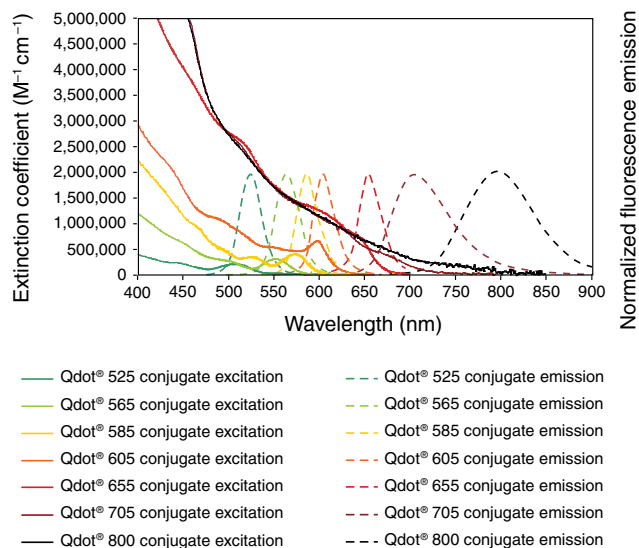 Extinction coefficient (M⁻¹ cm⁻¹)
5,000,000
4,500,000
4,000,000
3,500,000
3,000,000
2,500,000
2,000,000
1,500,000
1,000,000
500,000
0
400 450 500 550 600 650 700 750 800 850 900
Wavelength (nm)
Normalized fluorescence emission
Qdot® 525 conjugate excitation
Qdot® 565 conjugate excitation
Qdot® 585 conjugate excitation
Qdot® 605 conjugate excitation
Qdot® 655 conjugate excitation
Qdot® 705 conjugate excitation
Qdot® 800 conjugate excitation
Qdot® 525 conjugate emission
Qdot® 565 conjugate emission
Qdot® 585 conjugate emission
Qdot® 605 conjugate emission
Qdot® 655 conjugate emission
Qdot® 705 conjugate emission
Qdot® 800 conjugate emission